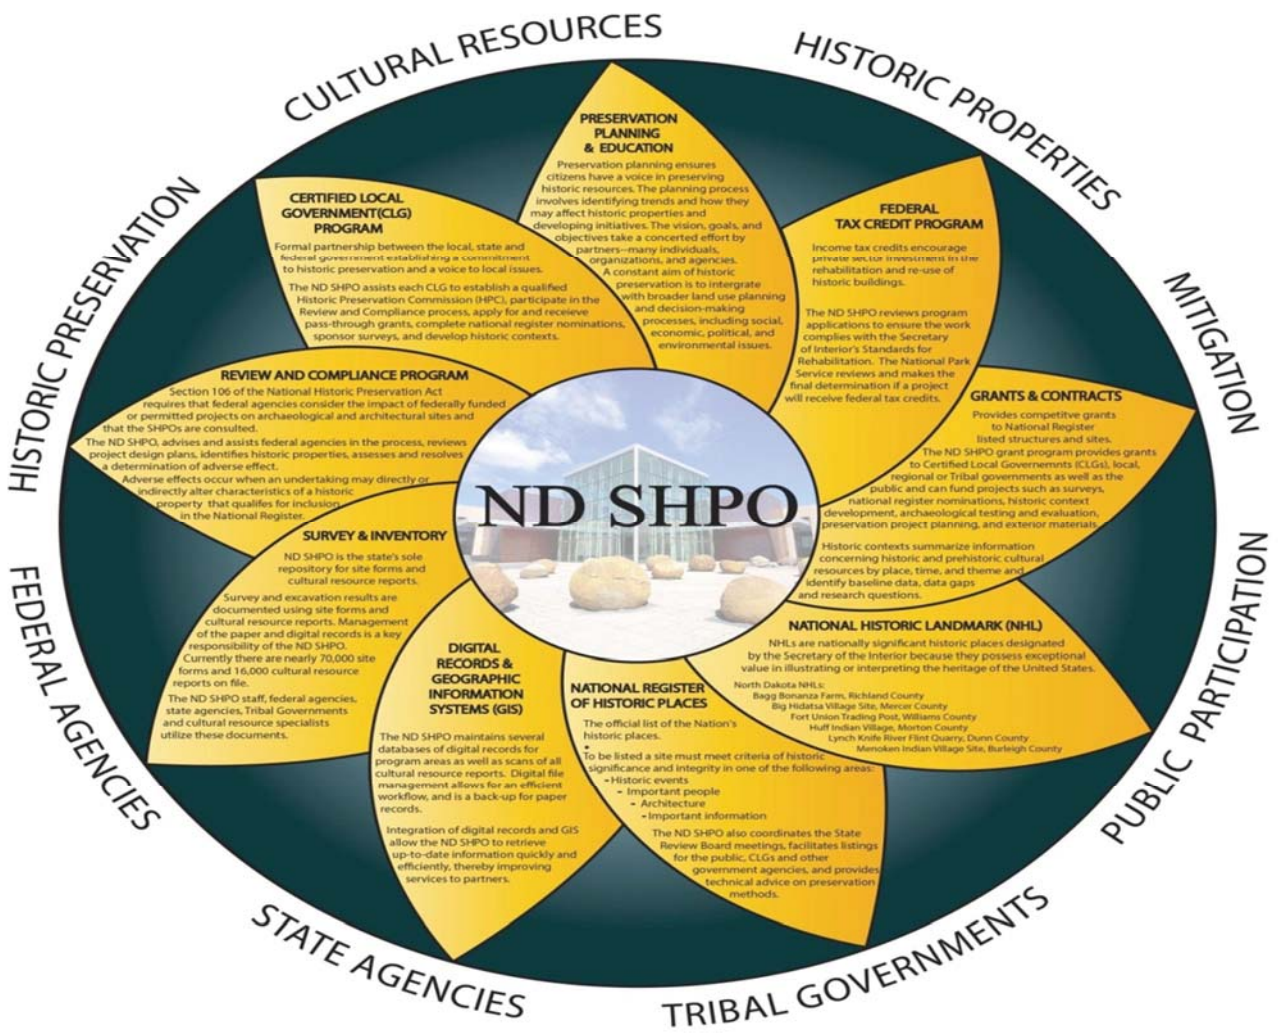 CULTURAL RESOURCES
HISTORIC PROPERTIES
MITIGATION
PUBLIC PARTICIPATION
TRIBAL GOVERNMENTS
STATE AGENCIES
FEDERAL AGENCIES
HISTORIC PRESERVATION
ND SHPO
PRESERVATION
PLANNING
& EDUCATION
Preservation planning ensures
citizens have a voice in preserving
historic resources. The planning process
involves identifying trends and how they
may affect historic properties and
developing initiatives. The vision, goals, and
objectives take a concerted effort by
partners--many individuals,
organizations, and agencies.
A constant aim of historic
preservation is to intergrate
with broader land use planning
and decision-making
processes, including social,
economic, political, and
environmental issues.
FEDERAL
TAX CREDIT PROGRAM
Income tax credits encourage
private sector investment in the
rehabilitation and re-use of
historic buildings.
The ND SHPO reviews program
applications to ensure the work
complies with the Secretary
of Interior's Standards for
Rehabilitation. The National Park
Service reviews and makes the
final determination if a project
will receive federal tax credits.
GRANTS & CONTRACTS
Provides competitve grants
to National Register
listed structures and sites.
The ND SHPO grant program provides grants
to Certified Local Governemnts (CLGs), local,
regional or Tribal governments as well as the
public and can fund projects such as surveys,
national register nominations, historic context
development, archaeological testing and evaluation,
preservation project planning, and exterior materials.
Historic contexts summarize information
concerning historic and prehistoric cultural
resources by place, time, and theme and
identify baseline data, data gaps
and research questions.
NATIONAL HISTORIC LANDMARK (NHL)
NHLs are nationally significant historic places designated
by the Secretary of the Interior because they possess exceptional
value in illustrating or interpreting the heritage of the United States.
North Dakota NHLs:
Bagg Bonanza Farm, Richland County
Big Hidatsa Village Site, Mercer County
Fort Union Trading Post, Williams County
Huff Indian Village, Morton County
Lynch Knife River Flint Quarry, Dunn County
Menoken Indian Village Site, Burleigh County
NATIONAL REGISTER
OF HISTORIC PLACES
The official list of the Nation's
historic places.
•
To be listed a site must meet criteria of historic
significance and integrity in one of the following areas:
- Historic events
- Important people
- Architecture
- Important information
The ND SHPO also coordinates the State
Review Board meetings, facilitates listings
for the public, CLGs and other
government agencies, and provides
technical advice on preservation
methods.
DIGITAL
RECORDS &
GEOGRAPHIC
INFORMATION
SYSTEMS (GIS)
The ND SHPO maintains several
databases of digital records for
program areas as well as scans of all
cultural resource reports. Digital file
management allows for an efficient
workflow, and is a back-up for paper
records.
Integration of digital records and GIS
allow the ND SHPO to retrieve
up-to-date information quickly and
efficiently, thereby improving
services to partners.
SURVEY & INVENTORY
ND SHPO is the state's sole
repository for site forms and
cultural resource reports.
Survey and excavation results are
documented using site forms and
cultural resource reports. Management
of the paper and digital records is a key
responsibility of the ND SHPO.
Currently there are nearly 70,000 site
forms and 16,000 cultural resource
reports on file.
The ND SHPO staff, federal agencies,
state agencies, Tribal Governments
and cultural resource specialists
utilize these documents.
REVIEW AND COMPLIANCE PROGRAM
Section 106 of the National Historic Preservation Act
requires that federal agencies consider the impact of federally funded
or permitted projects on archaeological and architectural sites and
that the SHPOs are consulted.
The ND SHPO, advises and assists federal agencies in the process, reviews
project design plans, identifies historic properties, assesses and resolves
a determination of adverse effect.
Adverse effects occur when an undertaking may directly or
indirectly alter characteristics of a historic
property that qualifes for inclusion
in the National Register.
CERTIFIED LOCAL
GOVERNMENT(CLG)
PROGRAM
Formal partnership between the local, state and
federal government establishing a commitment
to historic preservation and a voice to local issues.
The ND SHPO assists each CLG to establish a qualified
Historic Preservation Commission (HPC), participate in the
Review and Compliance process, apply for and receieve
pass-through grants, complete national register nominations,
sponsor surveys, and develop historic contexts.